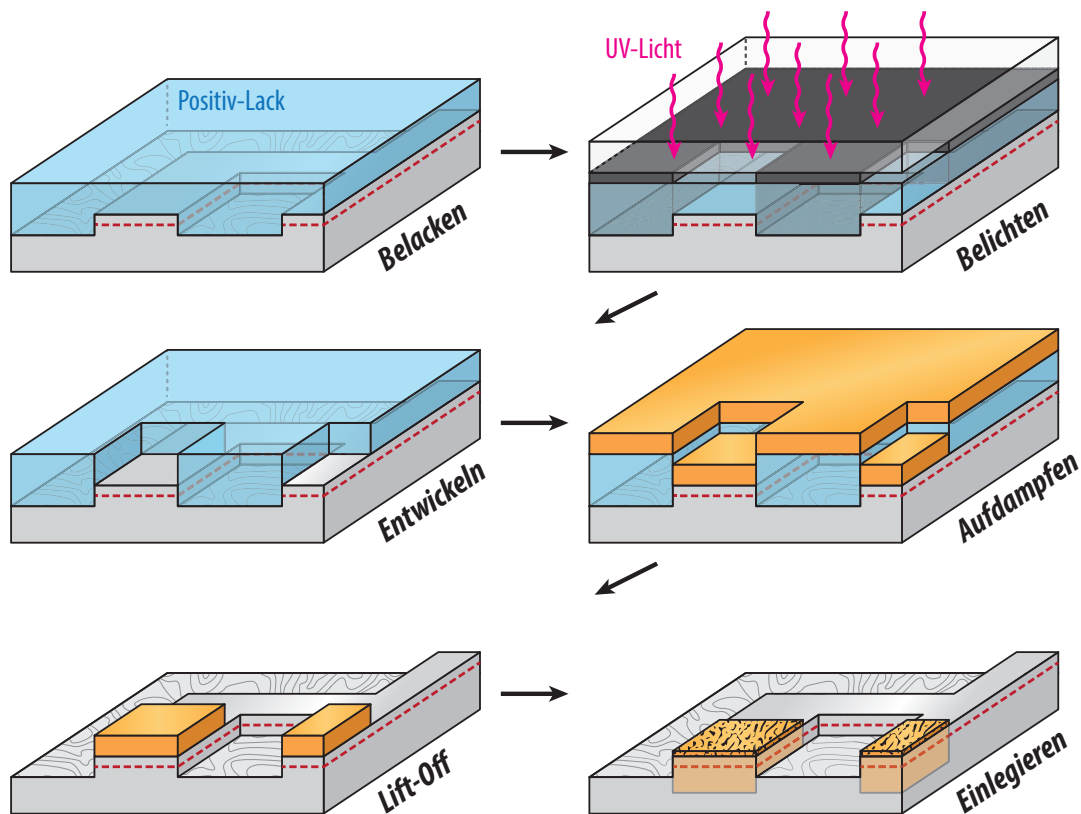 Positiv-Lack
Belacken
UV-Licht
Belichten
Entwickeln
Aufdampfen
Lift-Off
Einlegieren